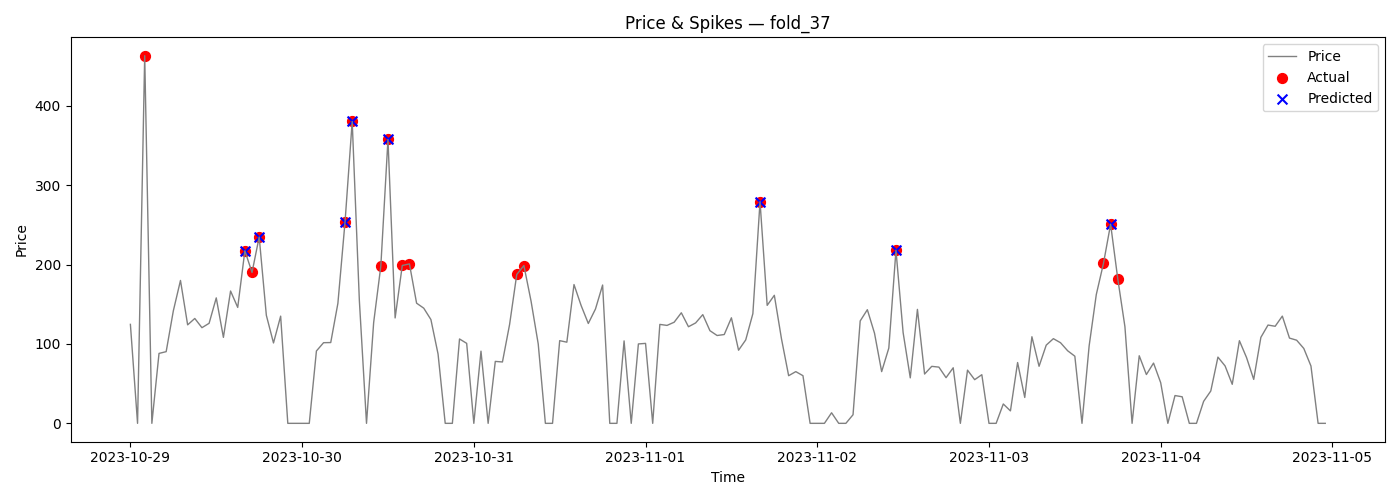 Price & Spikes — fold_37
Price
Actual
Predicted
Price
400
300
200
100
0
2023-10-29
2023-10-30
2023-10-31
2023-11-01
2023-11-02
2023-11-03
2023-11-04
2023-11-05
Time